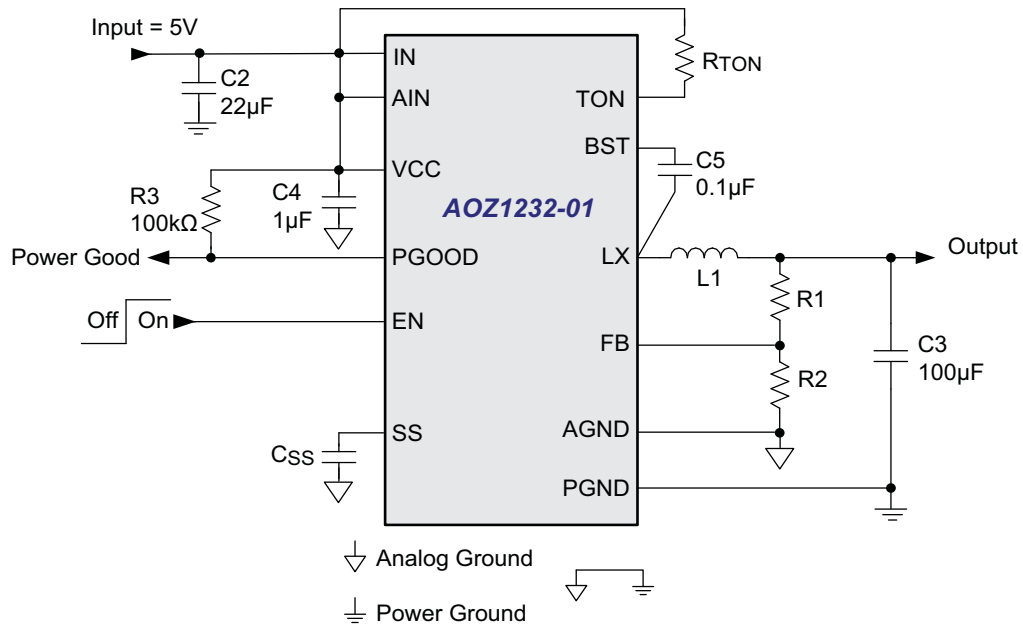 Input = 5V
C2
22µF
IN
AIN
VCC
R3
100kΩ
C4
1µF
Power Good
PGOOD
Off
On
EN
SS
CSS
AOZ1232-01
RTON
TON
BST
C5
0.1µF
LX
L1
Output
R1
FB
R2
C3
100µF
AGND
PGND
Analog Ground
Power Ground